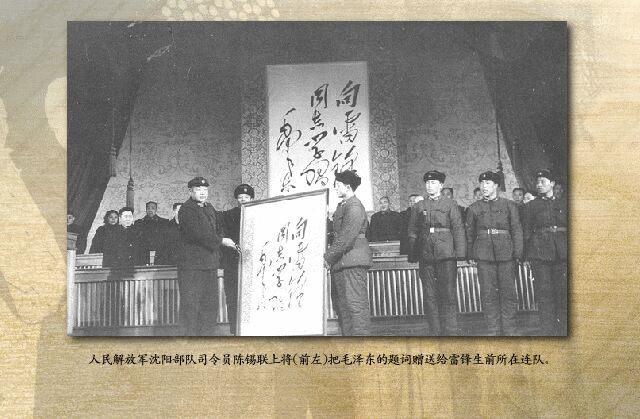 向雷锋
同志学习
毛泽东
向雷锋
同志学习
毛泽东
人民解放军沈阳部队司令员陈锡联上将(前左)把毛泽东的题词赠送给雷锋生前所在连队。